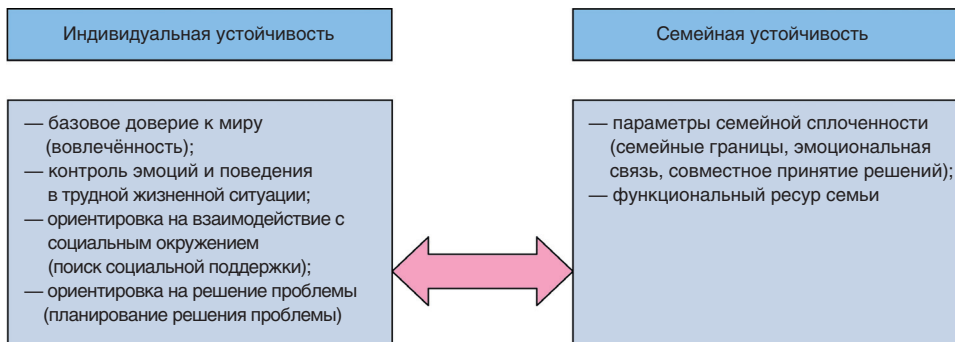 Индивидуальная устойчивость
Семейная устойчивость
— базовое доверие к миру
(вовлечённость);
— контроль эмоций и поведения
в трудной жизненной ситуации;
— ориентировка на взаимодействие с
социальным окружением
(поиск социальной поддержки);
— ориентировка на решение проблемы
(планирование решения проблемы)
— параметры семейной сплоченности
(семейные границы, эмоциональная
связь, совместное принятие решений);
— функциональный ресур семьи